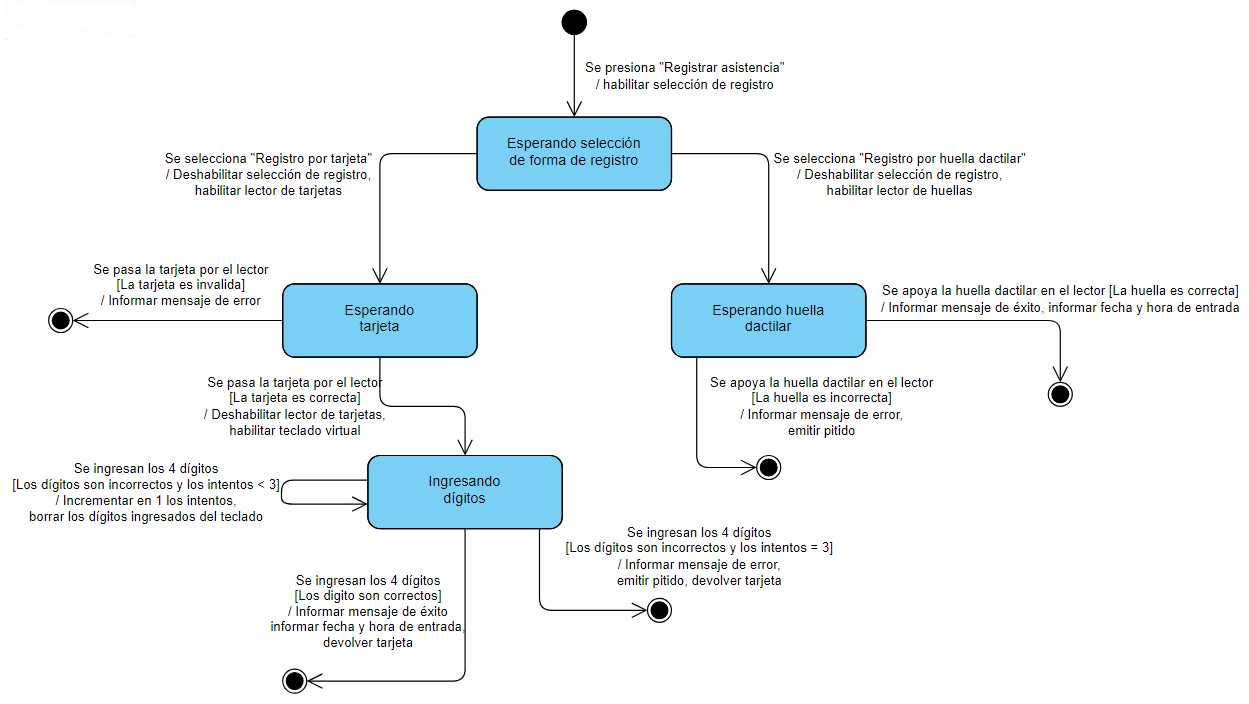 Se presiona "Registrar asistencia"
/ habilitar selección de registro
Esperando selección
de forma de registro
Se selecciona "Registro por tarjeta"
/ Deshabilitar selección de registro,
habilitar lector de tarjetas
Se selecciona "Registro por huella dactilar"
/ Deshabilitar selección de registro,
habilitar lector de huellas
Se pasa la tarjeta por el lector
[La tarjeta es invalida]
/ Informar mensaje de error
Esperando
tarjeta
Esperando huella
dactilar
Se apoya la huella dactilar en el lector [La huella es correcta]
/ Informar mensaje de éxito, informar fecha y hora de entrada
Se pasa la tarjeta por el lector
[La tarjeta es correcta]
/ Deshabilitar lector de tarjetas,
habilitar teclado virtual
Se apoya la huella dactilar en el lector
[La huella es incorrecta]
/ Informar mensaje de error,
emitir pitido
Se ingresan los 4 dígitos
[Los dígitos son incorrectos y los intentos < 3]
/ Incrementar en 1 los intentos,
borrar los dígitos ingresados del teclado
Ingresando
dígitos
Se ingresan los 4 dígitos
[Los dígitos son incorrectos y los intentos = 3]
/ Informar mensaje de error,
emitir pitido, devolver tarjeta
Se ingresan los 4 dígitos
[Los digito son correctos]
/ Informar mensaje de éxito
informar fecha y hora de entrada,
devolver tarjeta